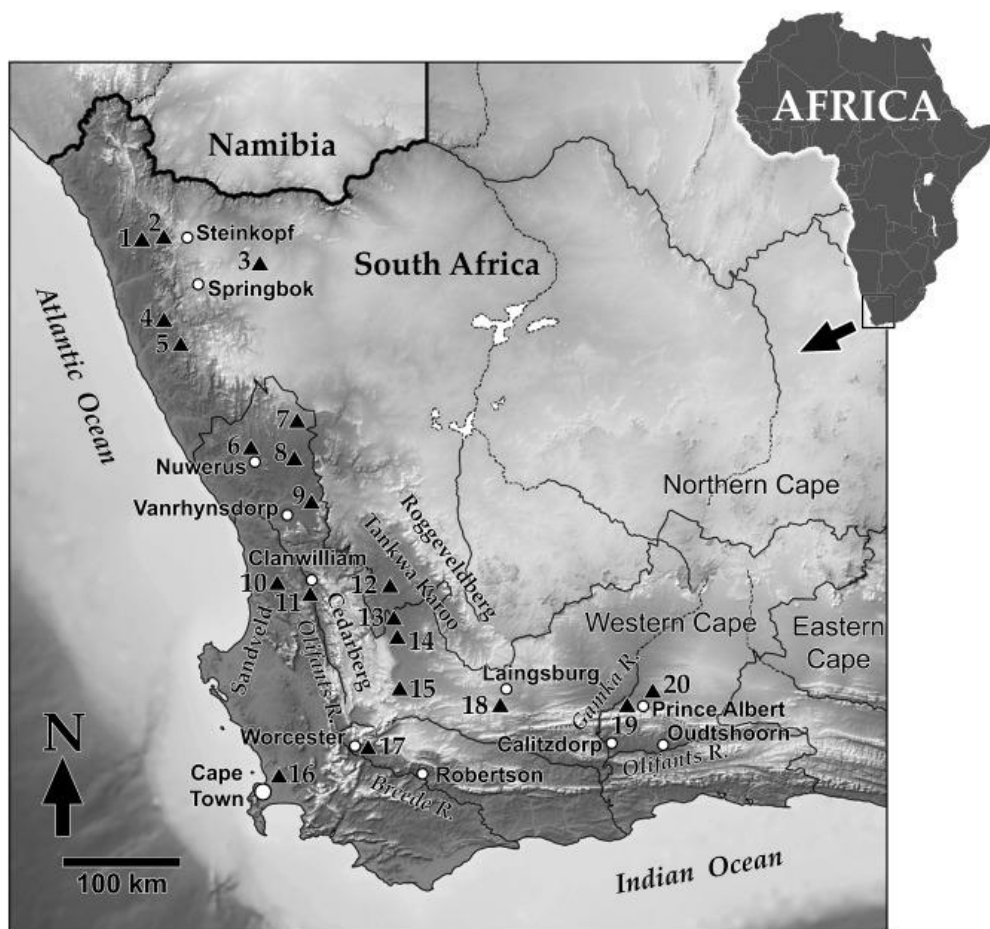 AFRICA
Namibia
South Africa
1
2
Steinkopf
3
Springbok
4
5
Atlantic Ocean
7
6
8
Nuwerus
9
Vanrhynsdorp
Northern Cape
Roggeveldberg
Tankwa Karoo
Clanwilliam
10
11
12
Cedarberg
Olifants R.
Sandveld
13
14
Western Cape
Eastern
Cape
Laingsburg
Gamka R.
15
18
20
19
Prince Albert
N
Worcester
17
Calitzdorp
Oudtshoorn
Olifants R.
Cape
Town
16
Robertson
Breede R.
100 km
Indian Ocean